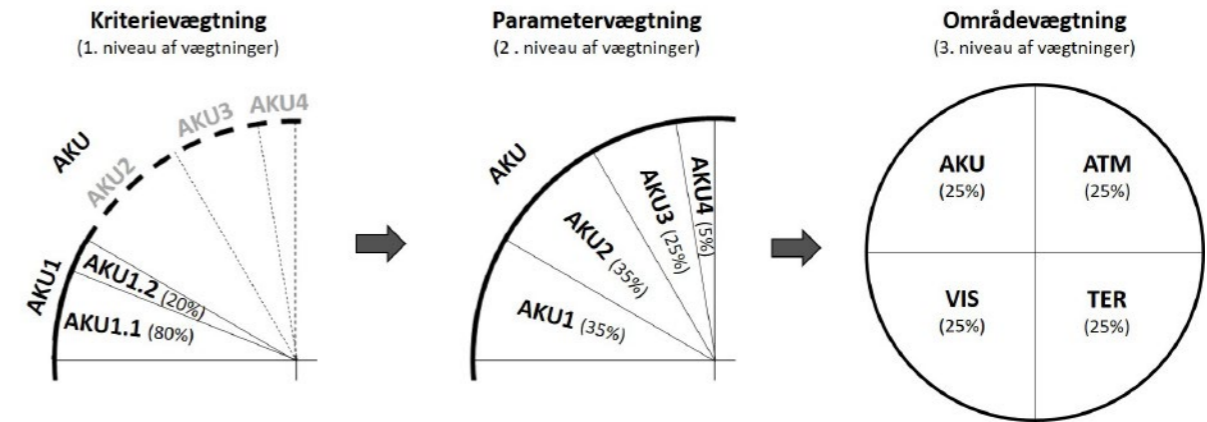 Kriterievægtning
(1. niveau af vægtninger)
AKU
AKU1
AKU2
AKU3
AKU4
AKU1.2 (20%)
AKU1.1 (80%)
Parametervægtning
(2 . niveau af vægtninger)
AKU
AKU1 (35%)
AKU2 (35%)
AKU3 (25%)
AKU4 (5%)
Områdevægtning
(3. niveau af vægtninger)
AKU
(25%)
ATM
(25%)
VIS
(25%)
TER
(25%)